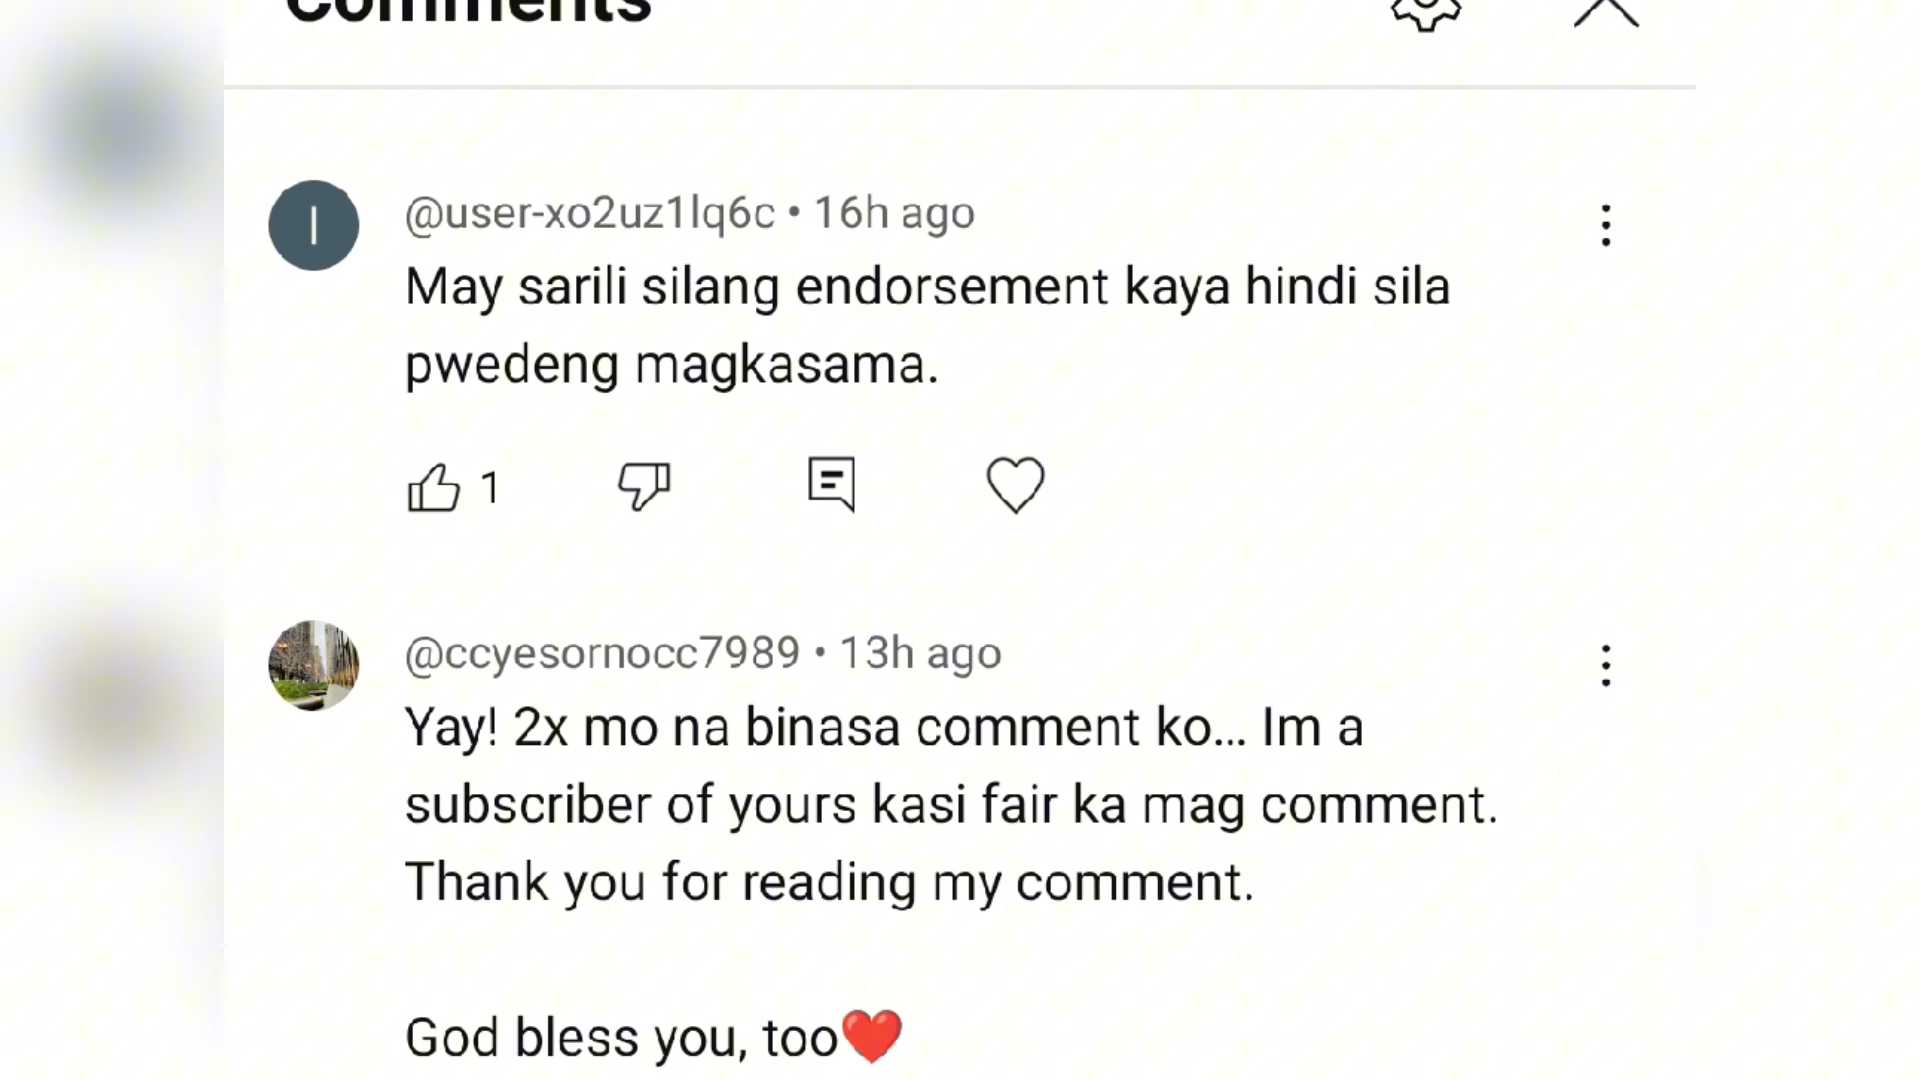 Comments
@user-xo2uz1lq6c • 16h ago
May sarili silang endorsement kaya hindi sila
pwedeng magkasama.
1
@ccyesornocc7989 • 13h ago
Yay! 2x mo na binasa comment ko... Im a
subscriber of yours kasi fair ka mag comment.
Thank you for reading my comment.
God bless you, too❤️